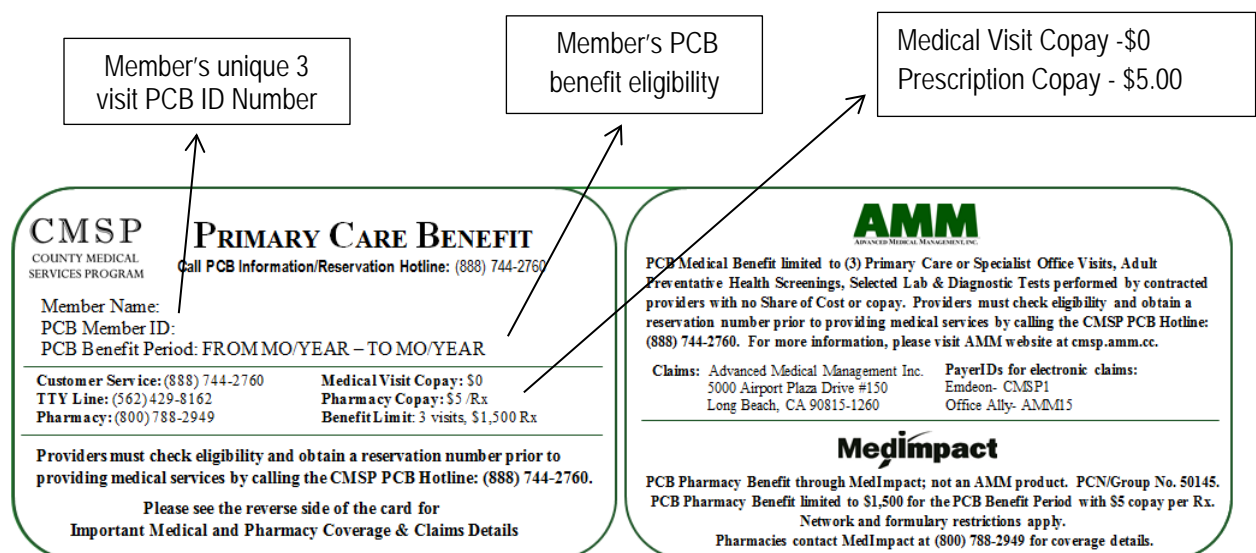 Member's unique 3
visit PCB ID Number
Member's PCB
benefit eligibility
Medical Visit Copay -$0
Prescription Copay - $5.00
CMSP
COUNTY MEDICAL
SERVICES PROGRAM
PRIMARY CARE BENEFIT
Call PCB Information/Reservation Hotline: (888) 744-2760
Member Name:
PCB Member ID:
PCB Benefit Period: FROM MO/YEAR – TO MO/YEAR
Customer Service: (888) 744-2760
TTY Line: (562) 429-8162
Pharmacy: (800) 788-2949
Medical Visit Copay: $0
Pharmacy Copay: $5 /Rx
Benefit Limit: 3 visits, $1,500 Rx
Providers must check eligibility and obtain a reservation number prior to
providing medical services by calling the CMSP PCB Hotline: (888) 744-2760.
Please see the reverse side of the card for
Important Medical and Pharmacy Coverage & Claims Details
AMM
ADVANCED MEDICAL MANAGEMENT, INC.
PCB Medical Benefit limited to (3) Primary Care or Specialist Office Visits, Adult
Preventative Health Screenings, Selected Lab & Diagnostic Tests performed by contracted
providers with no Share of Cost or copay. Providers must check eligibility and obtain a
reservation number prior to providing medical services by calling the CMSP PCB Hotline:
(888) 744-2760. For more information, please visit AMM website at cmsp.amm.cc.
Claims: Advanced Medical Management Inc.
5000 Airport Plaza Drive #150
Long Beach, CA 90815-1260
PayerIDs for electronic claims:
Emdeon- CMSP1
Office Ally- AMM15
MedImpact
PCB Pharmacy Benefit through MedImpact; not an AMM product. PCN/Group No. 50145.
PCB Pharmacy Benefit limited to $1,500 for the PCB Benefit Period with $5 copay per Rx.
Network and formulary restrictions apply.
Pharmacies contact MedImpact at (800) 788-2949 for coverage details.